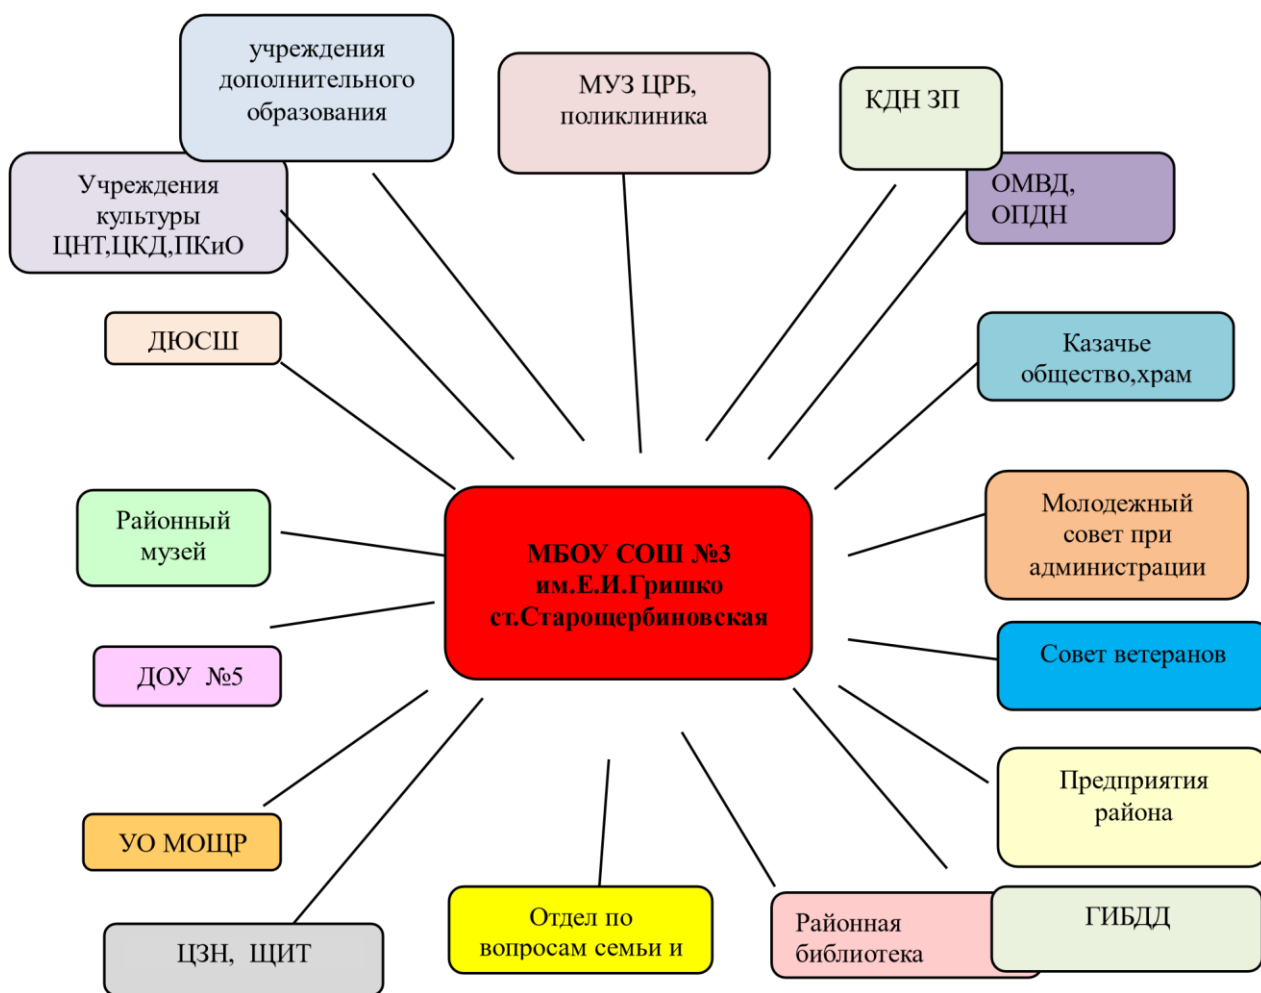 учреждения
дополнительного
образования
МУЗ ЦРБ,
поликлиника
КДН ЗП
Учреждения
культуры
ЦНТ,ЦКД,ПКиО
ОМВД,
ОПДН
ДЮСШ
Казачье
общество,храм
Районный
музей
МБОУ СОШ №3
им.Е.И.Гришко
ст.Старощербиновская
Молодежный
совет при
администрации
ДОУ №5
Совет ветеранов
УО МОЩР
Предприятия
района
ЦЗН, ЩИТ
Отдел по
вопросам семьи и
Районная
библиотека
ГИБДД